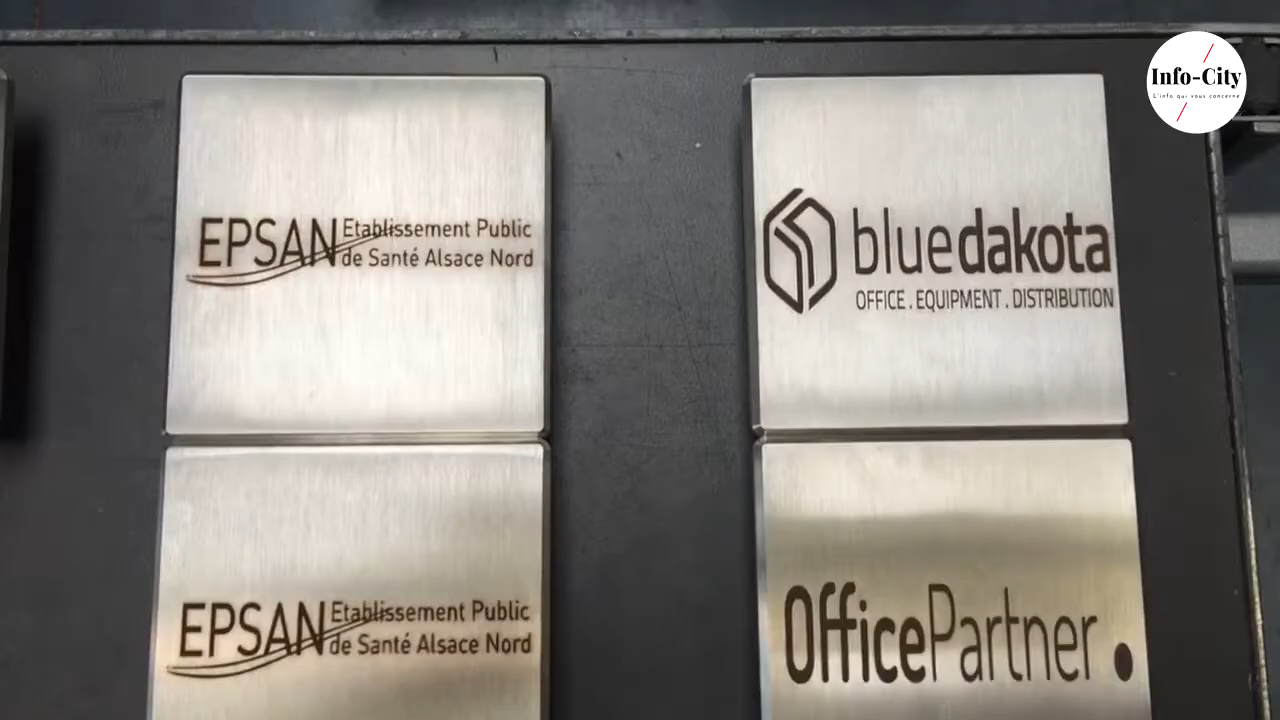 Info-City
L'info qui vous concerne
EPSAN Etablissement Public
de Santé Alsace Nord
bluedakota
OFFICE . EQUIPMENT . DISTRIBUTION
EPSAN Etablissement Public
de Santé Alsace Nord
OfficePartner.